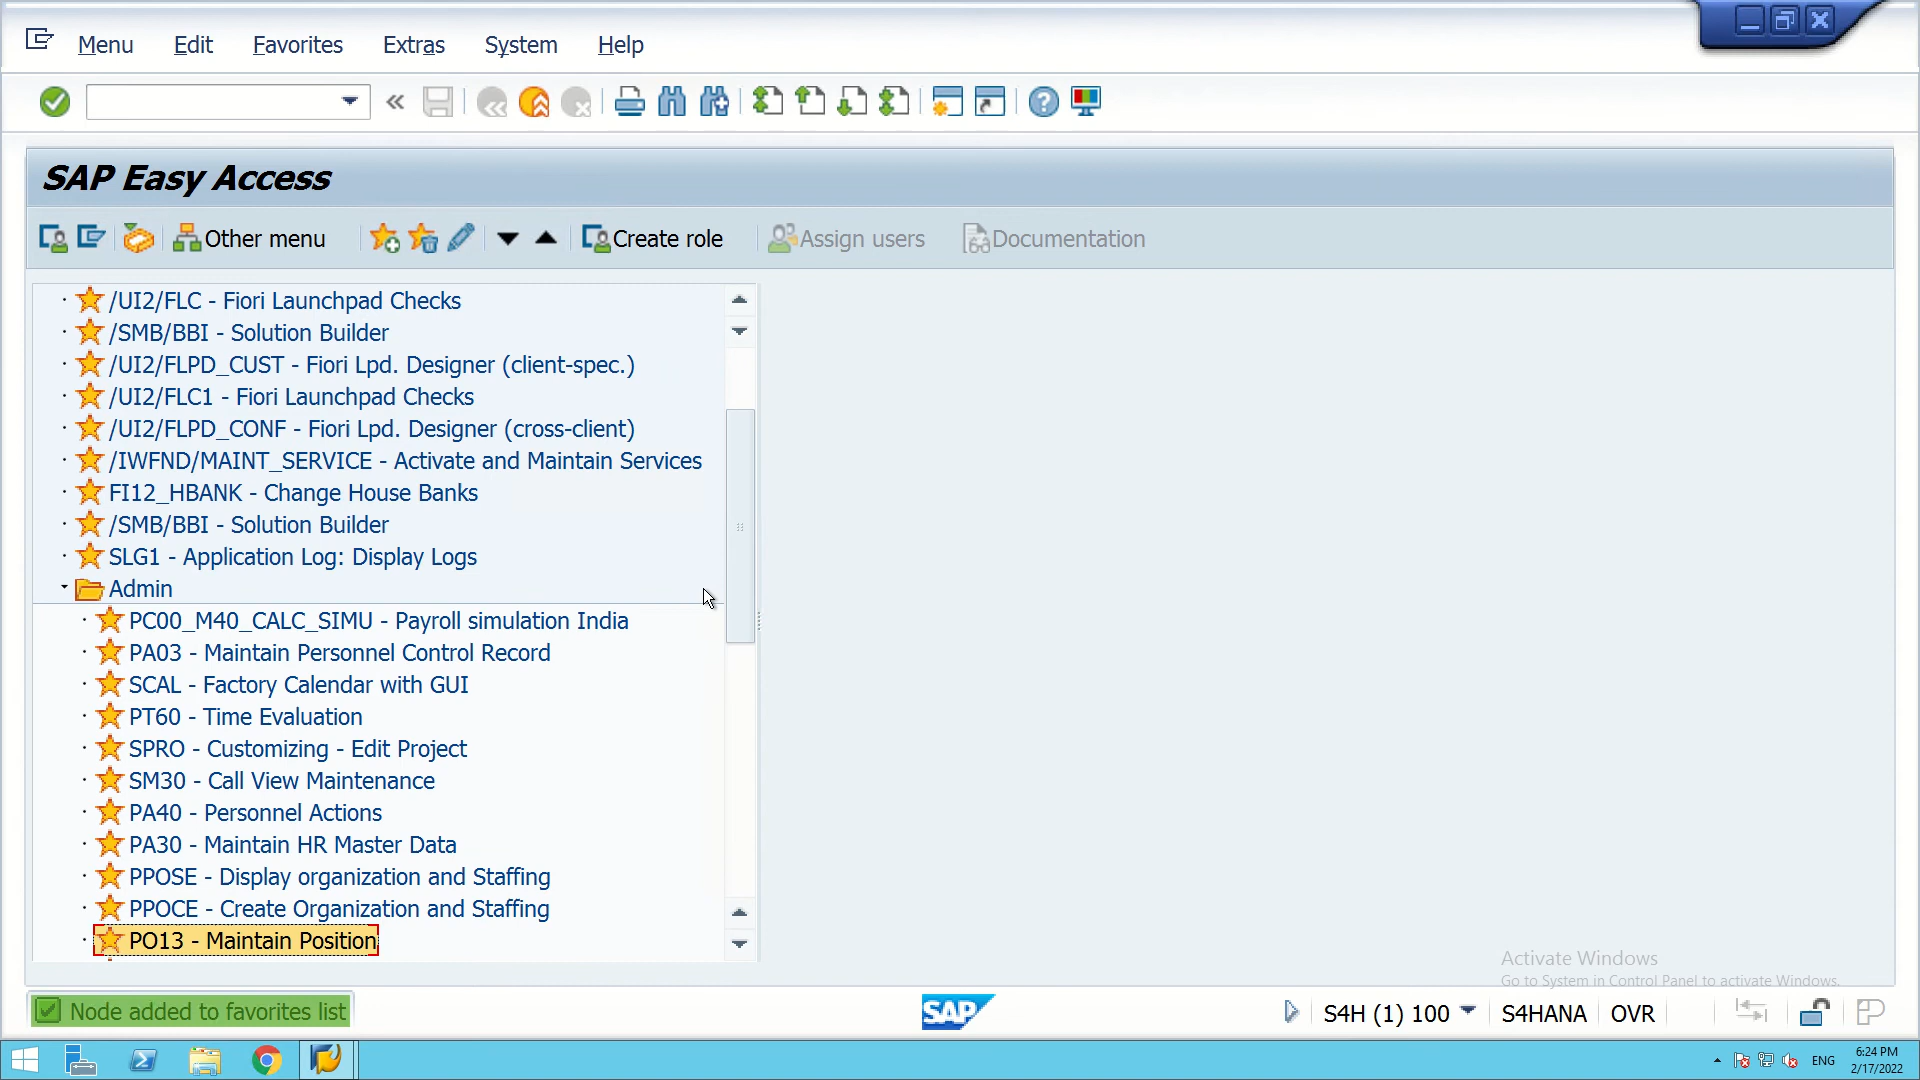 Menu Edit Favorites Extras System Help
SAP Easy Access
Other menu Create role Assign users Documentation
/UI2/FLC - Fiori Launchpad Checks
/SMB/BBI - Solution Builder
/UI2/FLPD_CUST - Fiori Lpd. Designer (client-spec.)
/UI2/FLC1 - Fiori Launchpad Checks
/UI2/FLPD_CONF - Fiori Lpd. Designer (cross-client)
/IWFND/MAINT_SERVICE - Activate and Maintain Services
FI12_HBANK - Change House Banks
/SMB/BBI - Solution Builder
SLG1 - Application Log: Display Logs
Admin
PC00_M40_CALC_SIMU - Payroll simulation India
PA03 - Maintain Personnel Control Record
SCAL - Factory Calendar with GUI
PT60 - Time Evaluation
SPRO - Customizing - Edit Project
SM30 - Call View Maintenance
PA40 - Personnel Actions
PA30 - Maintain HR Master Data
PPOSE - Display organization and Staffing
PPOCE - Create Organization and Staffing
PO13 - Maintain Position
Activate Windows
Go to System in Control Panel to activate Windows.
Node added to favorites list
SAP
S4H (1) 100 S4HANA OVR
ENG
6:24 PM
2/17/2022